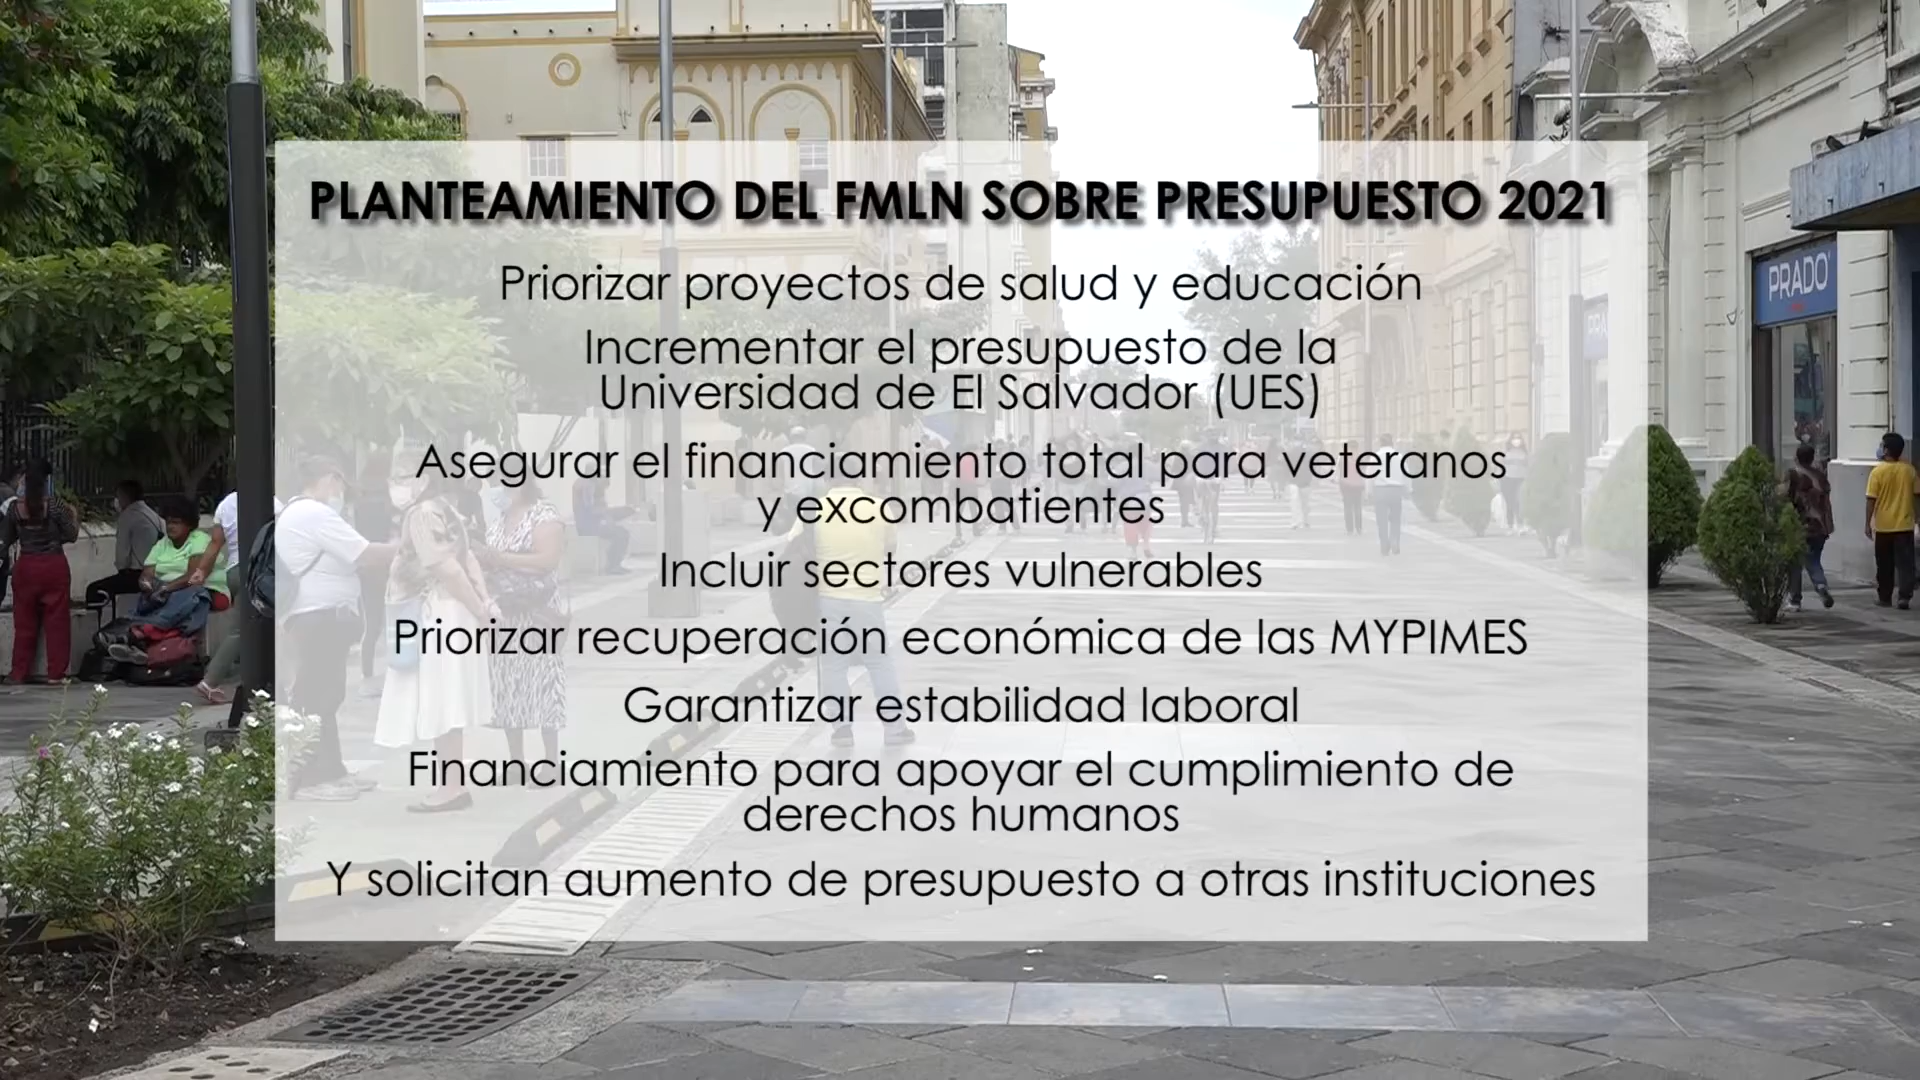 PLANTEAMIENTO DEL FMLN SOBRE PRESUPUESTO 2021
Priorizar proyectos de salud y educación
Incrementar el presupuesto de la
Universidad de El Salvador (UES)
Asegurar el financiamiento total para veteranos
y excombatientes
Incluir sectores vulnerables
Priorizar recuperación económica de las MYPIMES
Garantizar estabilidad laboral
Financiamiento para apoyar el cumplimiento de
derechos humanos
Y solicitan aumento de presupuesto a otras instituciones
PRADO